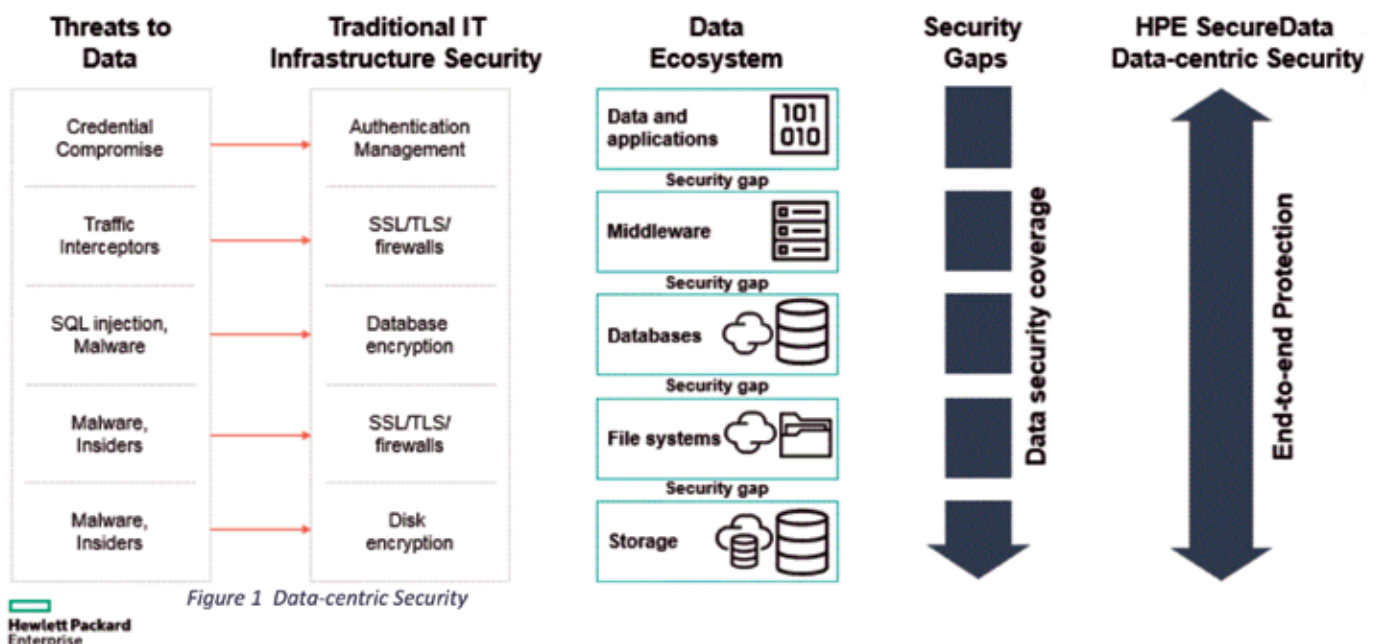 Threats to
Data
Traditional IT
Infrastructure Security
Data
Ecosystem
Security
Gaps
HPE SecureData
Data-centric Security
Credential
Compromise
Authentication
Management
Data and
applications
101
010
Security gap
Traffic
Interceptors
SSL/TLS/
firewalls
Middleware
Security gap
SQL injection,
Malware
Database
encryption
Databases
Security gap
Malware,
Insiders
SSL/TLS/
firewalls
File systems
Security gap
Malware,
Insiders
Disk
encryption
Storage
Data security coverage
End-to-end Protection
Figure 1 Data-centric Security
Hewlett Packard
Enterprise